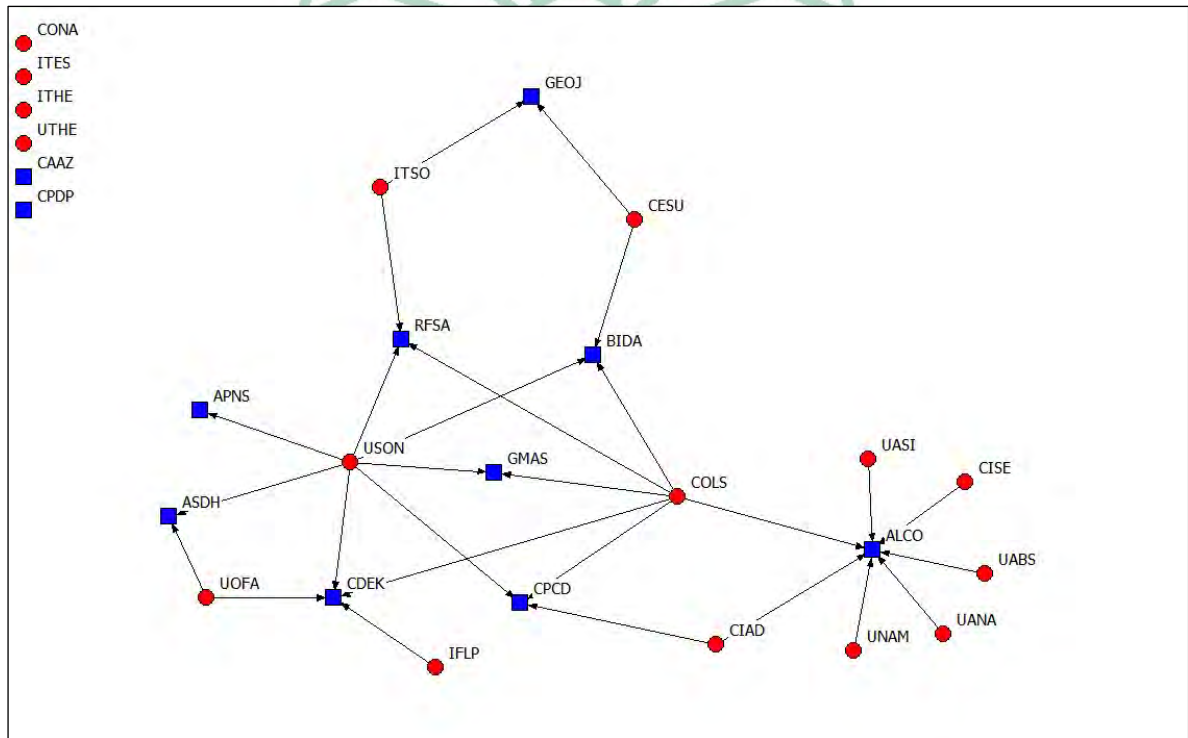 CONA
ITES
ITHE
UTHE
CAAZ
CPDP
GEOJ
ITSO
CESU
RFSA
BIDA
APNS
USON
GMAS
UASI
CISE
COLS
ASDH
ALCO
UABS
UOFA
CDEK
CPCD
CIAD
UNAM
UANA
IFLP